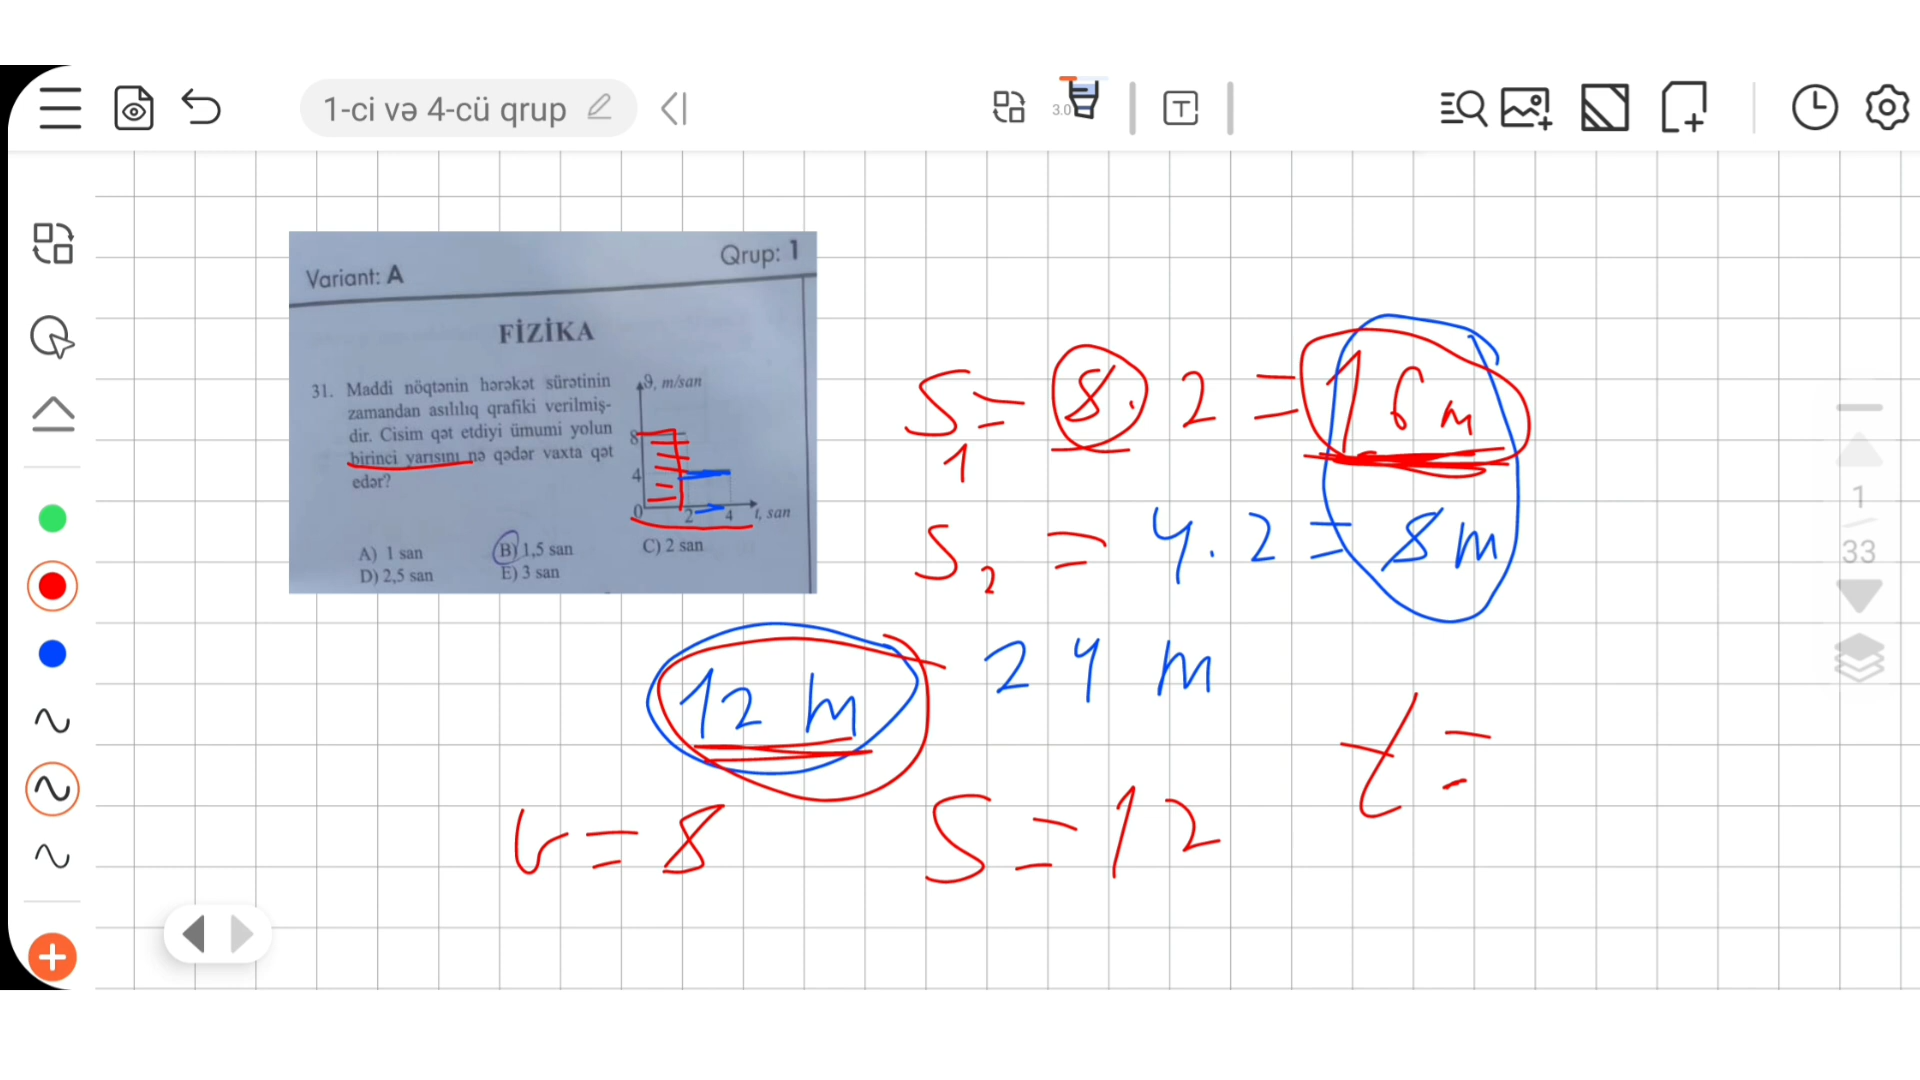 1-ci və 4-cü qrup
3.0
T
Variant: A
Qrup: 1
FİZİKA
31. Maddi nöqtənin hərəkət sürətinin
zamandan asılılıq qrafiki verilmiş-
dir. Cisim qət etdiyi ümumi yolun
birinci yarısını nə qədər vaxta qət
edər?
ϑ, m/san
8
4
0 2 4 t, san
A) 1 san B) 1,5 san C) 2 san
D) 2,5 san E) 3 san
S₁ = 8 · 2 = 16 m
S₂ = 4 · 2 = 8 m
24 m
12 m
t =
v = 8 S = 12
1
33